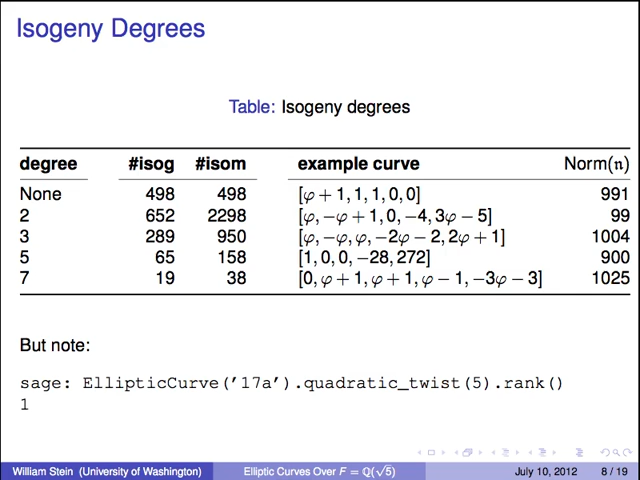 Isogeny Degrees
Table: Isogeny degrees
degree #isog #isom example curve Norm(𝔫)
None 498 498 [φ + 1, 1, 1, 0, 0] 991
2 652 2298 [φ, −φ + 1, 0, −4, 3φ − 5] 99
3 289 950 [φ, −φ, φ, −2φ − 2, 2φ + 1] 1004
5 65 158 [1, 0, 0, −28, 272] 900
7 19 38 [0, φ + 1, φ + 1, φ − 1, −3φ − 3] 1025
But note:
sage: EllipticCurve(’17a’).quadratic_twist(5).rank()
1
William Stein (University of Washington) Elliptic Curves Over F = ℚ(√5) July 10, 2012 8 / 19